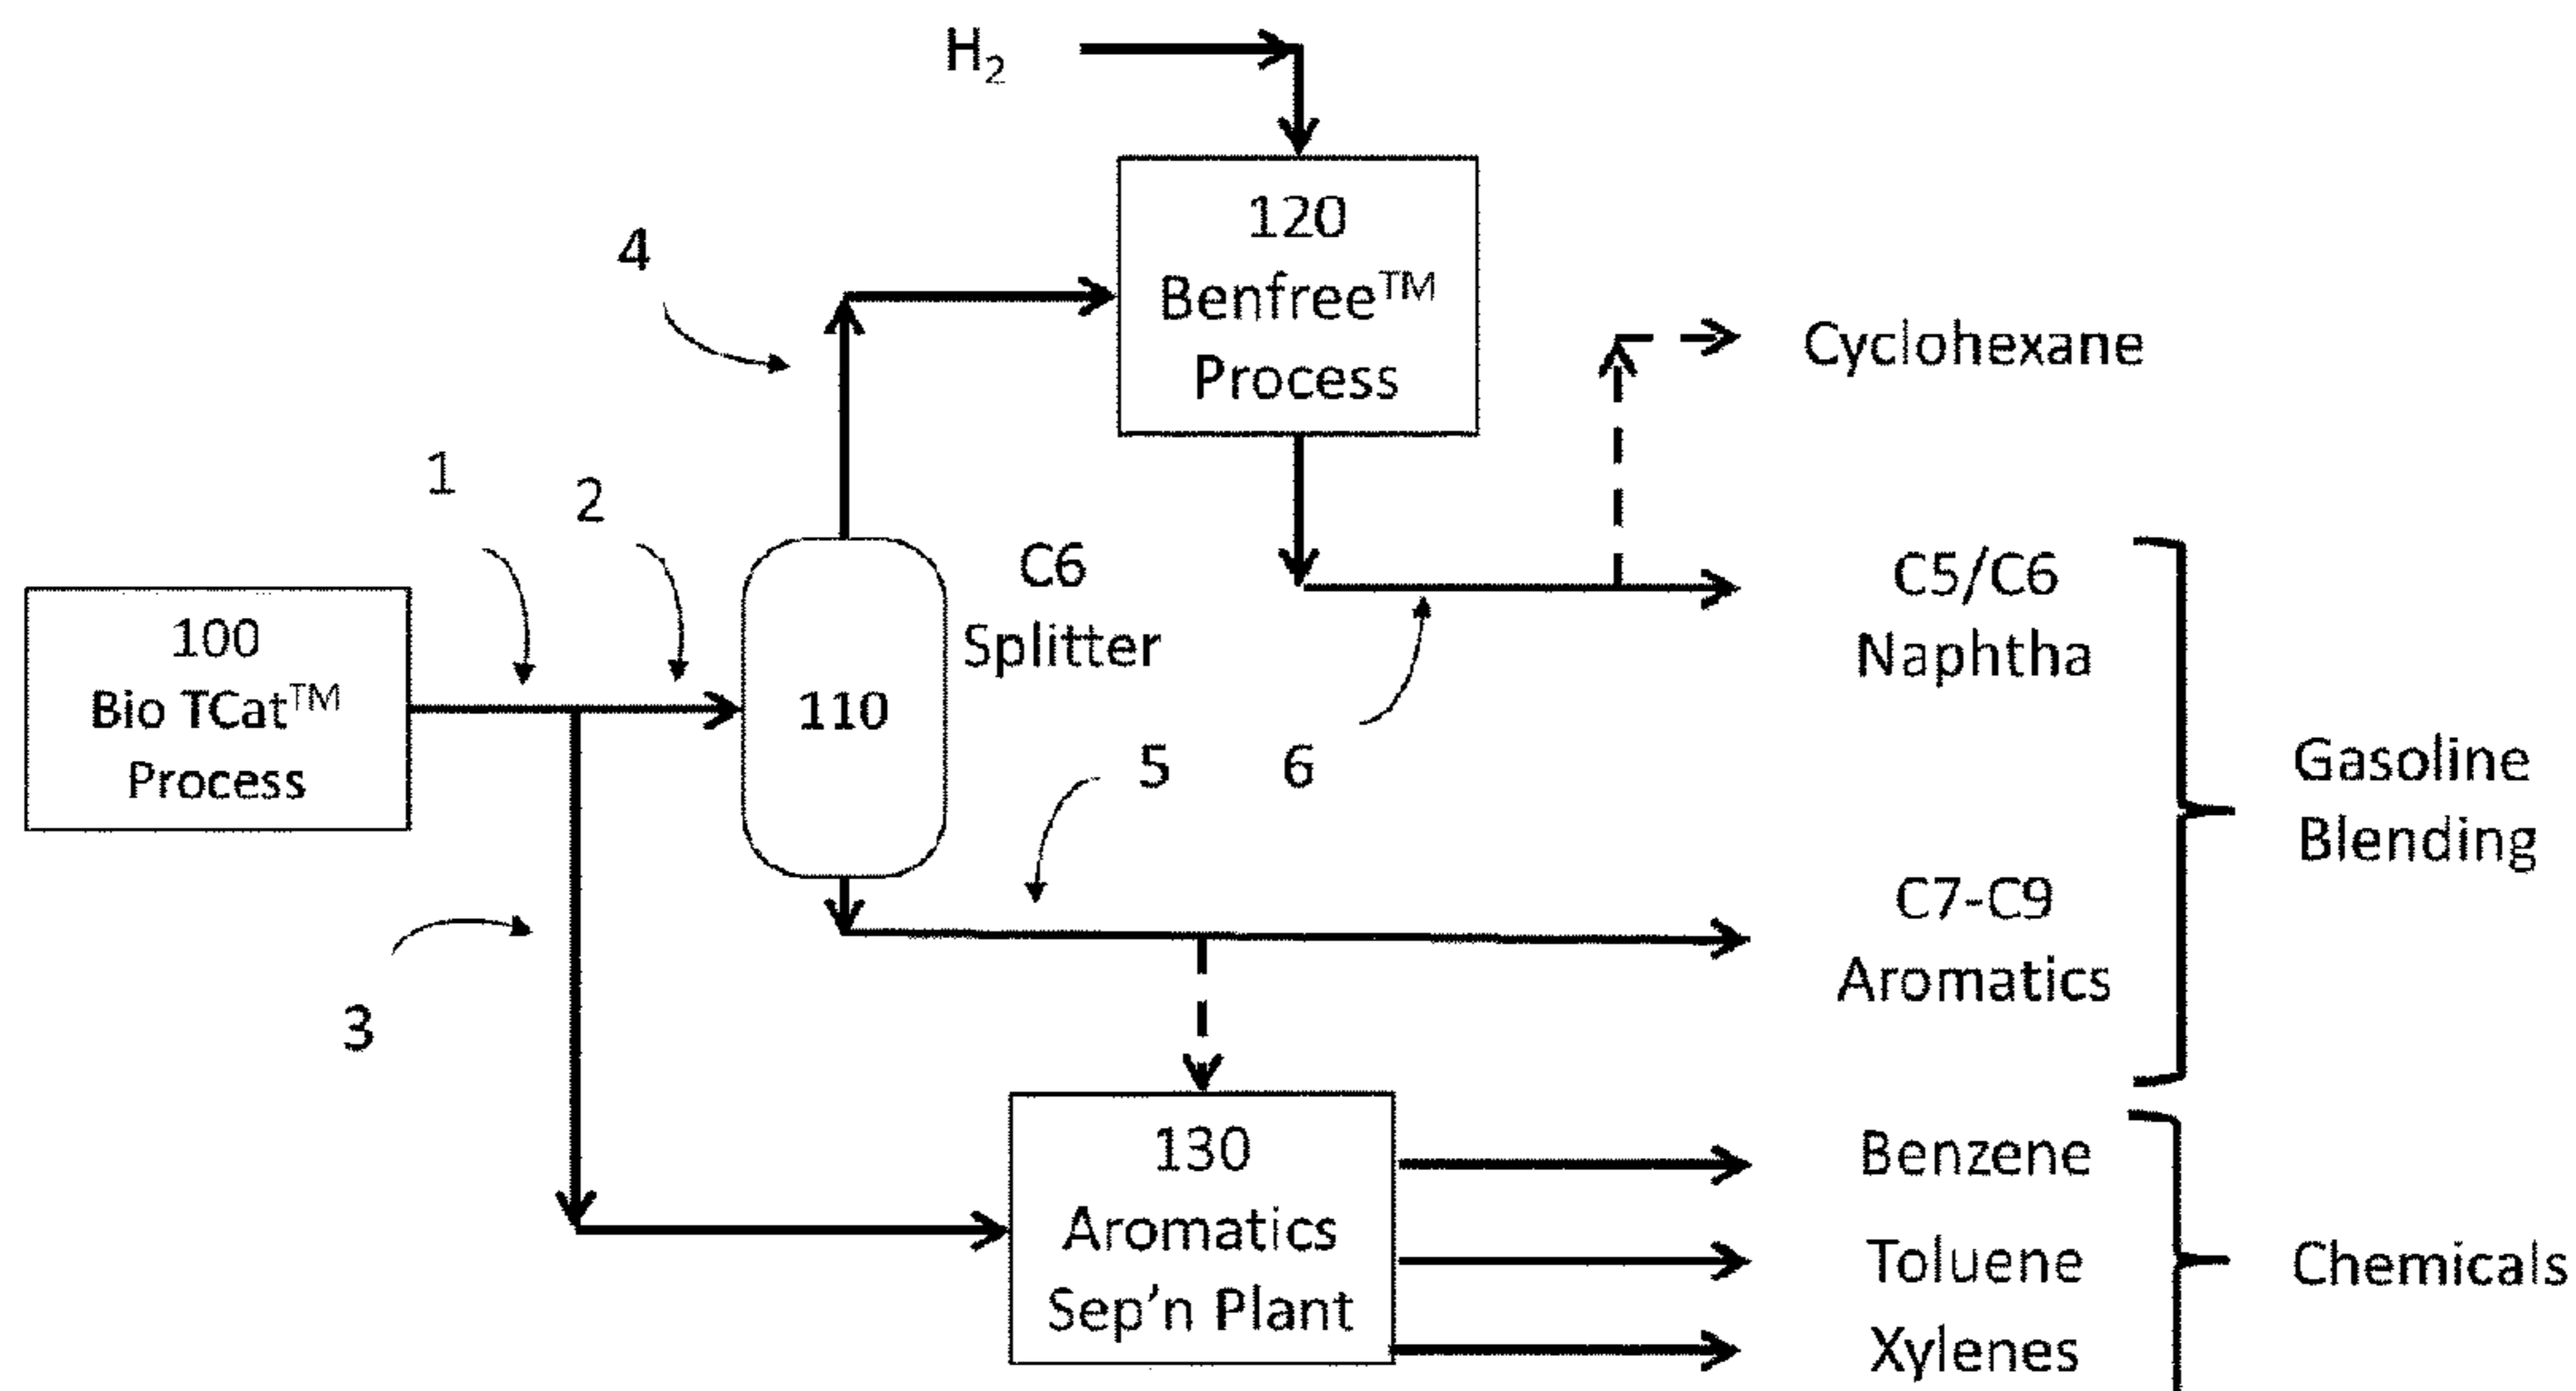 H₂
120
Benfree™
Process
4
Cyclohexane
1
2
C6
Splitter
C5/C6
Naphtha
100
Bio TCat™
Process
110
5
6
Gasoline
Blending
C7-C9
Aromatics
3
130
Aromatics
Sep'n Plant
Benzene
Toluene
Xylenes
Chemicals